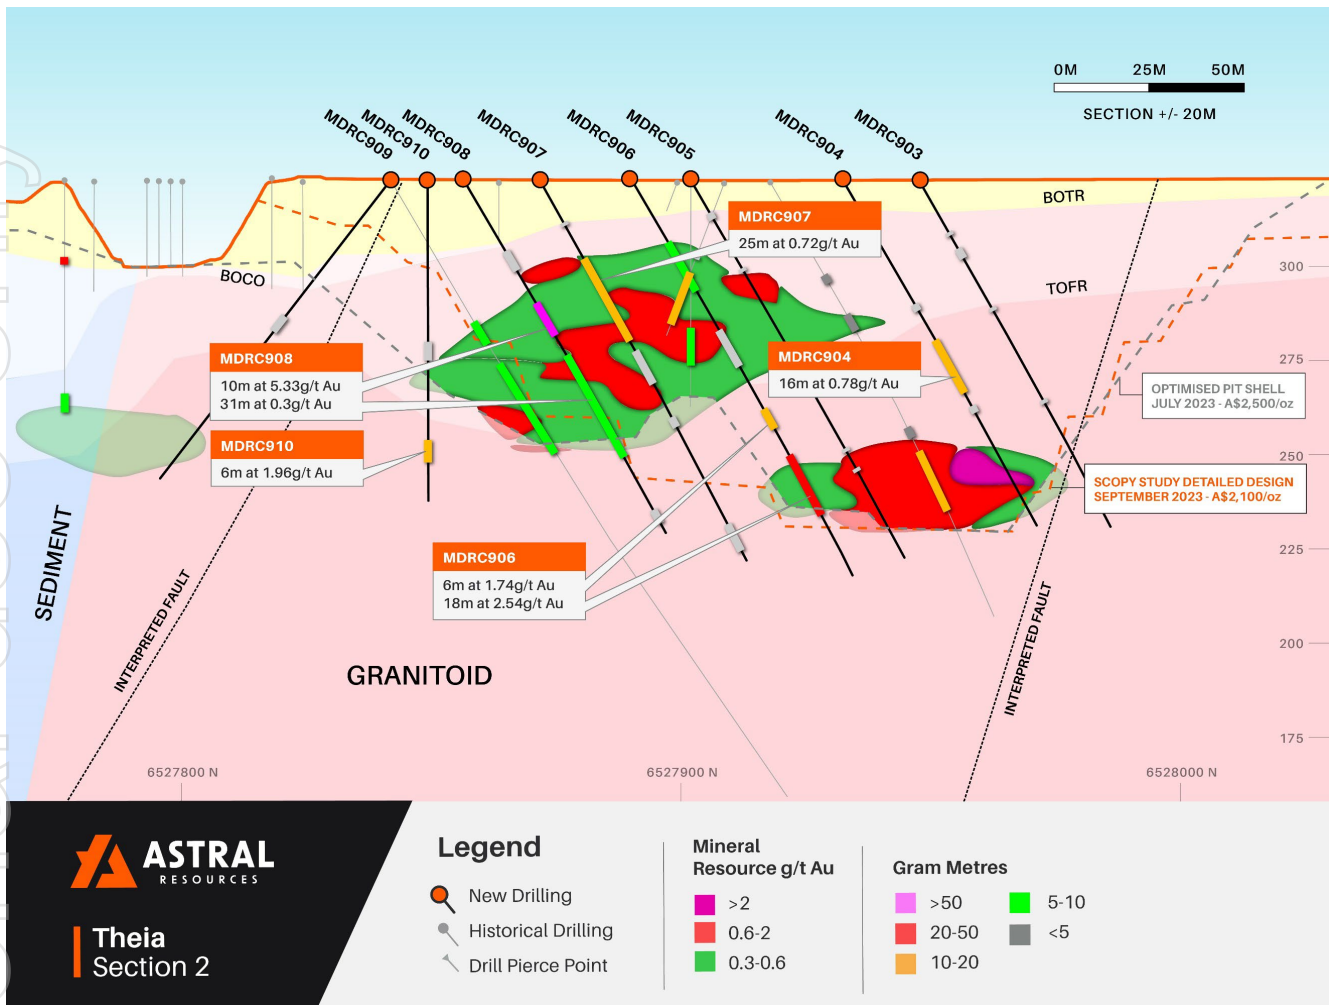 0M 25M 50M
SECTION +/- 20M
MDRC909
MDRC910
MDRC908
MDRC907
MDRC906
MDRC905
MDRC904
MDRC903
BOTR
BOCO
TOFR
MDRC907
25m at 0.72g/t Au
MDRC908
10m at 5.33g/t Au
31m at 0.3g/t Au
MDRC904
16m at 0.78g/t Au
MDRC910
6m at 1.96g/t Au
MDRC906
6m at 1.74g/t Au
18m at 2.54g/t Au
OPTIMISED PIT SHELL
JULY 2023 - A$2,500/oz
SCOPY STUDY DETAILED DESIGN
SEPTEMBER 2023 - A$2,100/oz
300
275
250
225
200
175
SEDIMENT
INTERPRETED FAULT
GRANITOID
INTERPRETED FAULT
6527800 N
6527900 N
6528000 N
ASTRAL
RESOURCES
Theia
Section 2
Legend
New Drilling
Historical Drilling
Drill Pierce Point
Mineral
Resource g/t Au
>2
0.6-2
0.3-0.6
Gram Metres
>50
20-50
10-20
5-10
<5